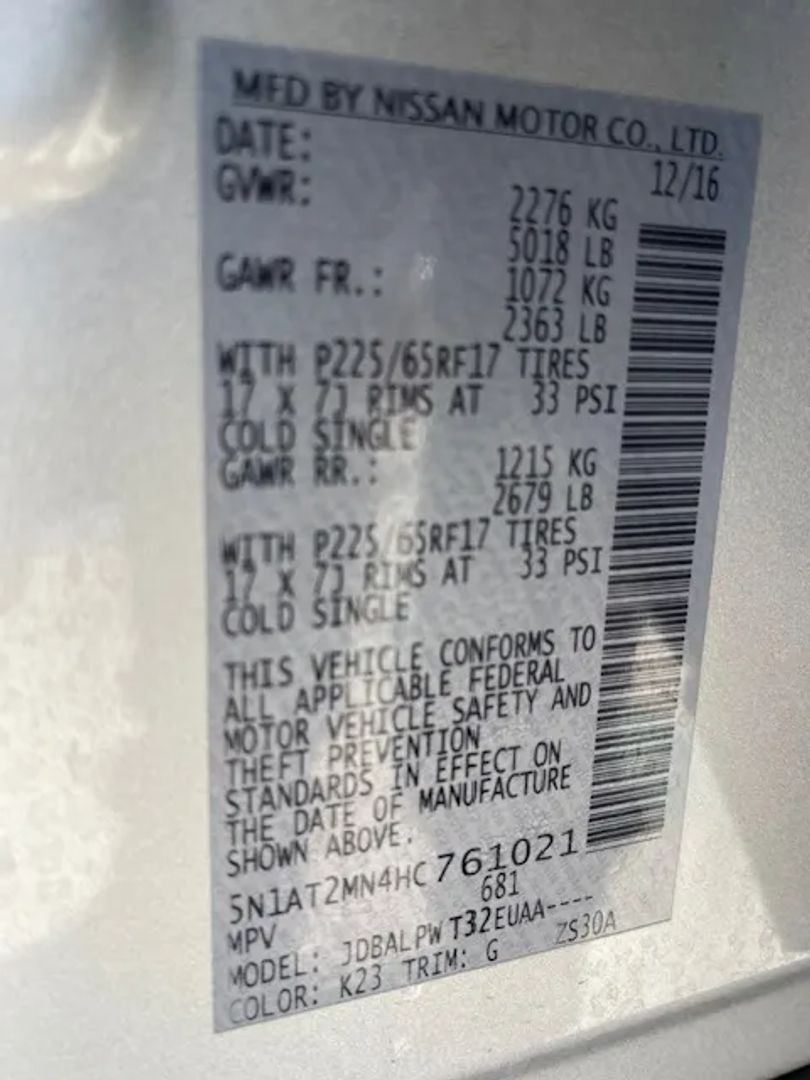 MFD BY NISSAN MOTOR CO., LTD.
DATE: 12/16
GVWR: 2276 KG
5018 LB
GAWR FR.: 1072 KG
2363 LB
WITH P225/65RF17 TIRES
17 X 7J RIMS AT 33 PSI
COLD SINGLE
GAWR RR.: 1215 KG
2679 LB
WITH P225/65RF17 TIRES
17 X 7J RIMS AT 33 PSI
COLD SINGLE
THIS VEHICLE CONFORMS TO
ALL APPLICABLE FEDERAL
MOTOR VEHICLE SAFETY AND
THEFT PREVENTION
STANDARDS IN EFFECT ON
THE DATE OF MANUFACTURE
SHOWN ABOVE.
5N1AT2MN4HC761021
MPV 681
MODEL: JDBALPWT32EUAA----
COLOR: K23 TRIM: G ZS30A